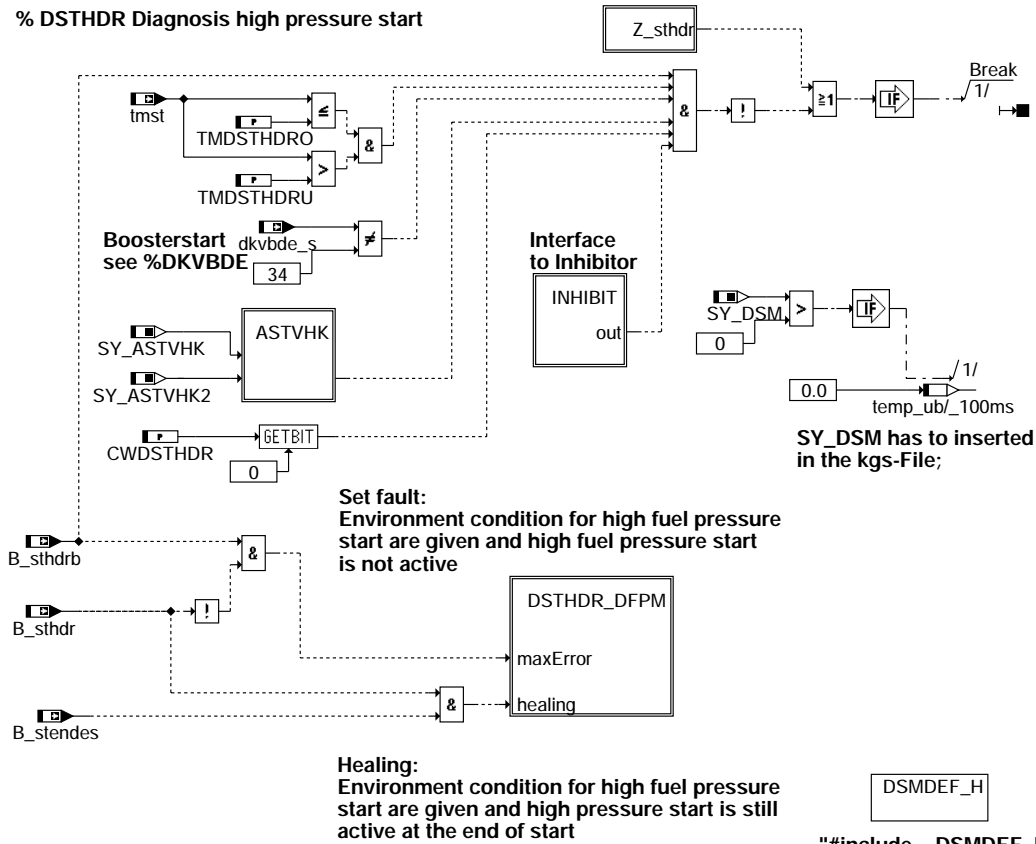 % DSTHDR Diagnosis high pressure start
Z_sthdr
Break
1/
tmst
≤
TMDSTHDRO
&
>
TMDSTHDRU
&
!
≥1
IF
Boosterstart
see %DKVBDE
dkvbde_s
≠
34
Interface
to Inhibitor
INHIBIT
out
SY_ASTVHK
SY_ASTVHK2
ASTVHK
SY_DSM
>
0
IF
1/
0.0
temp_ub/_100ms
SY_DSM has to inserted
in the kgs-File;
CWDSTHDR
GETBIT
0
Set fault:
Environment condition for high fuel pressure
start are given and high fuel pressure start
is not active
B_sthdrb
&
B_sthdr
!
DSTHDR_DFPM
maxError
healing
&
B_stendes
Healing:
Environment condition for high fuel pressure
start are given and high pressure start is still
active at the end of start
DSMDEF_H
"#include DSMDEF